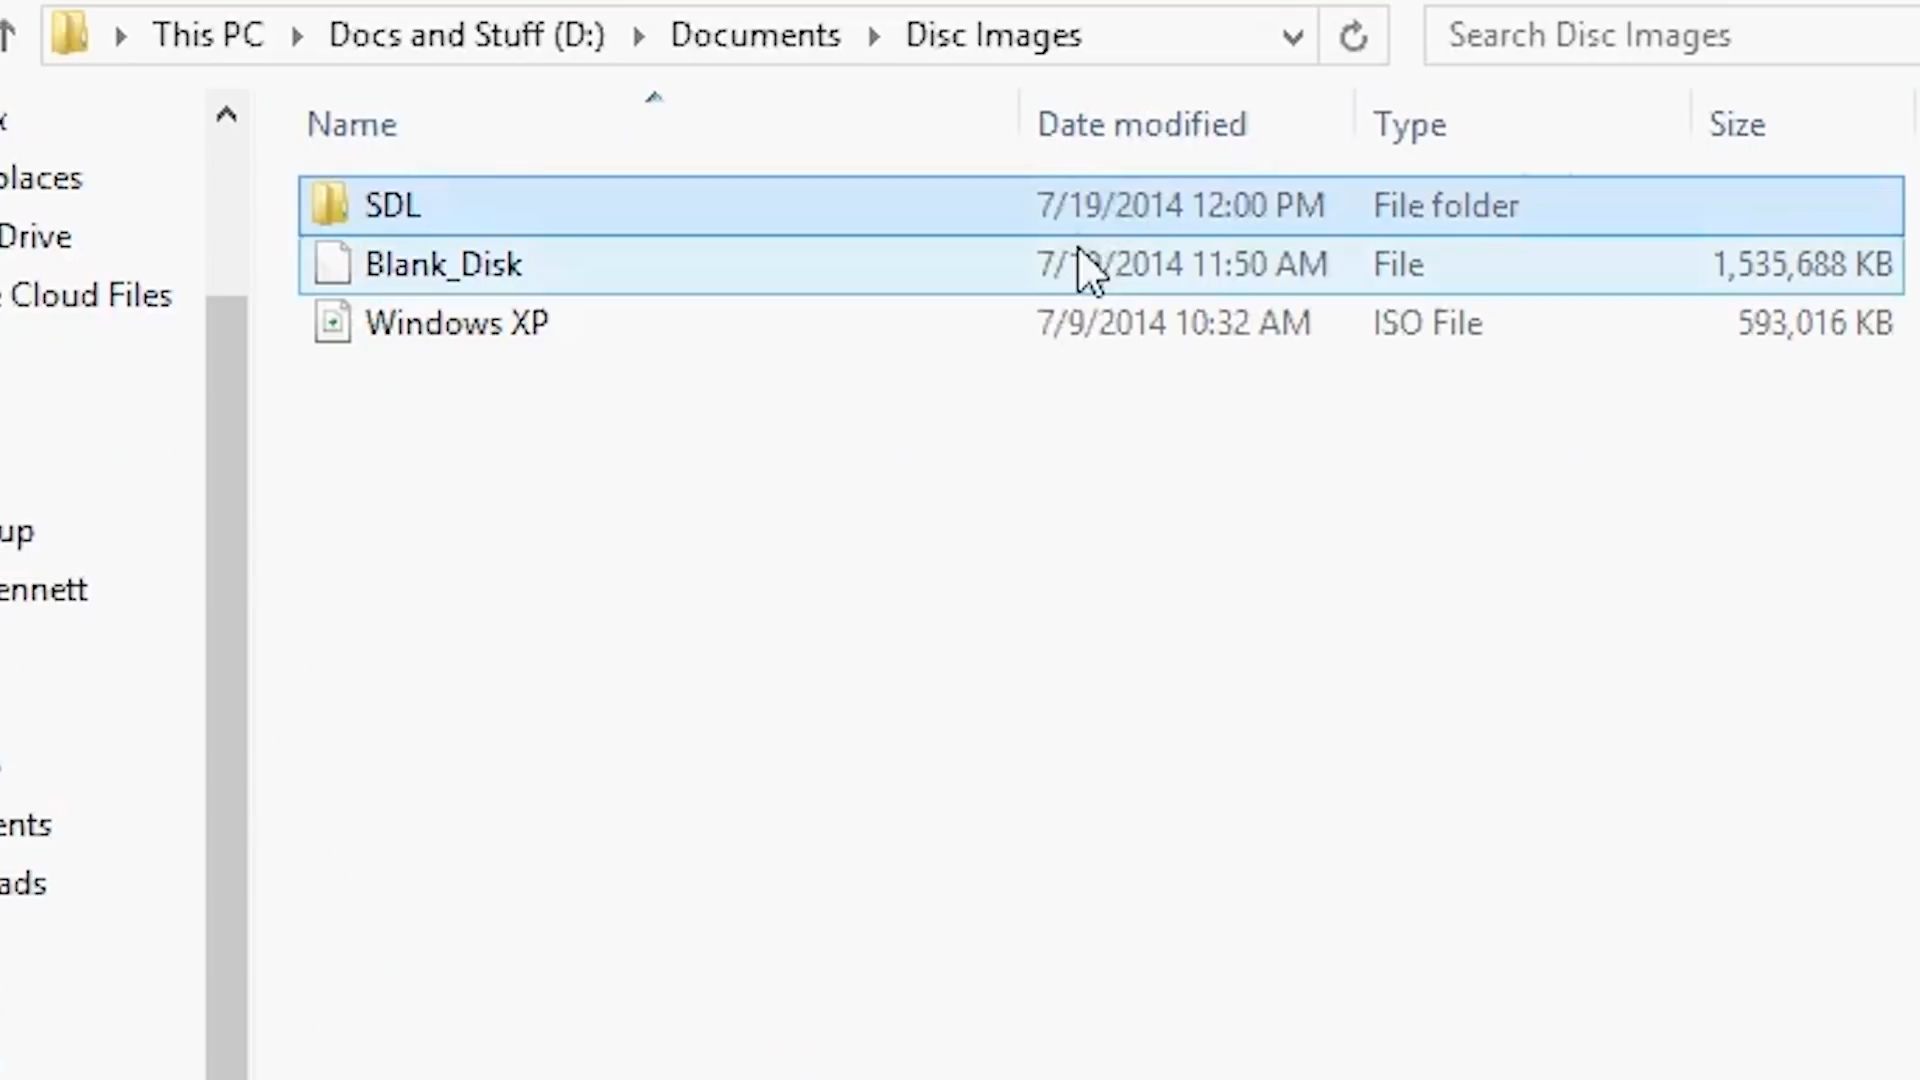 This PC Docs and Stuff (D:) Documents Disc Images Search Disc Images
Name Date modified Type Size
SDL 7/19/2014 12:00 PM File folder
Blank_Disk 11:50 AM File 1,535,688 KB
Windows XP 7/9/2014 10:32 AM ISO File 593,016 KB
places
Drive
Cloud Files
up
ennett
ents
ads